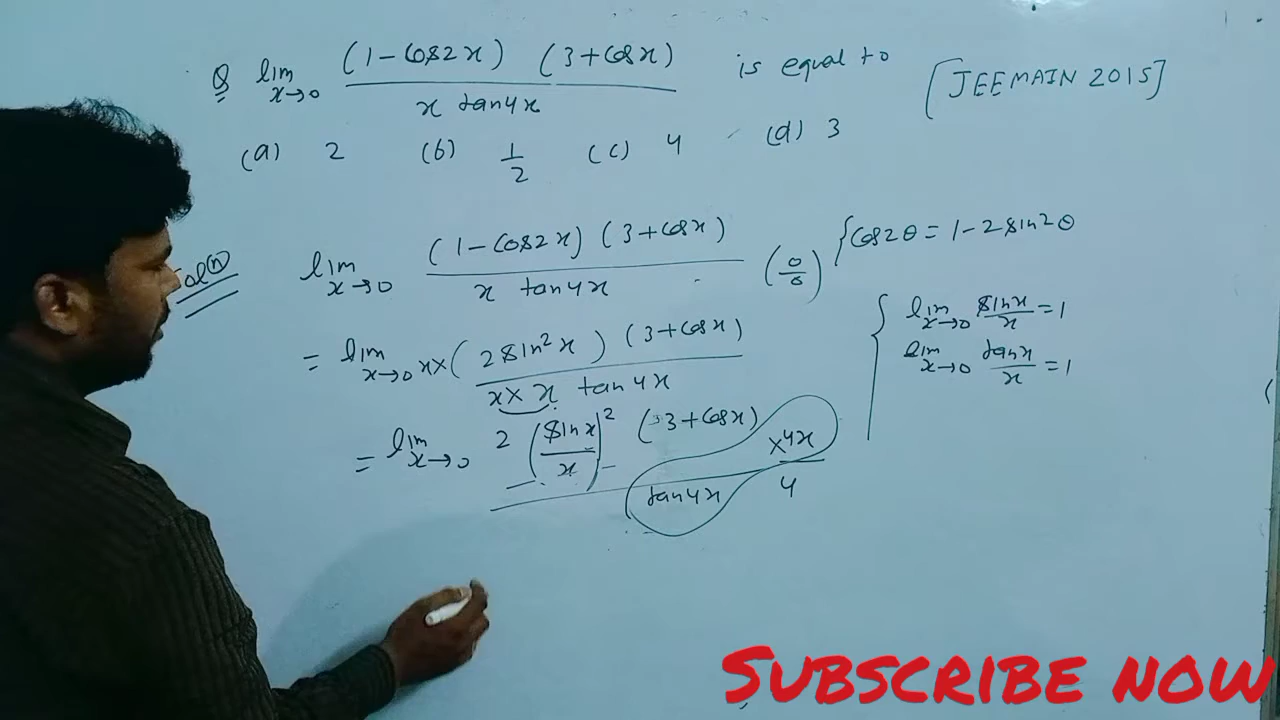 Q lim x→0 (1-Cos2x) (3+Cosx) / x tan4x is equal to [JEEMAIN 2015]
(a) 2 (b) 1/2 (c) 4 (d) 3
Sol(n) lim x→0 (1-Cos2x) (3+Cosx) / x tan4x (0/0) {Cos2θ = 1-2Sin²θ
{ lim x→0 Sinx/x = 1
= lim x→0 x×(2Sin²x) (3+Cosx) / x×x tan4x
lim x→0 tanx/x = 1
= lim x→0 2 (Sinx/x)² (3+Cosx) ×4x / tan4x 4
SUBSCRIBE NOW